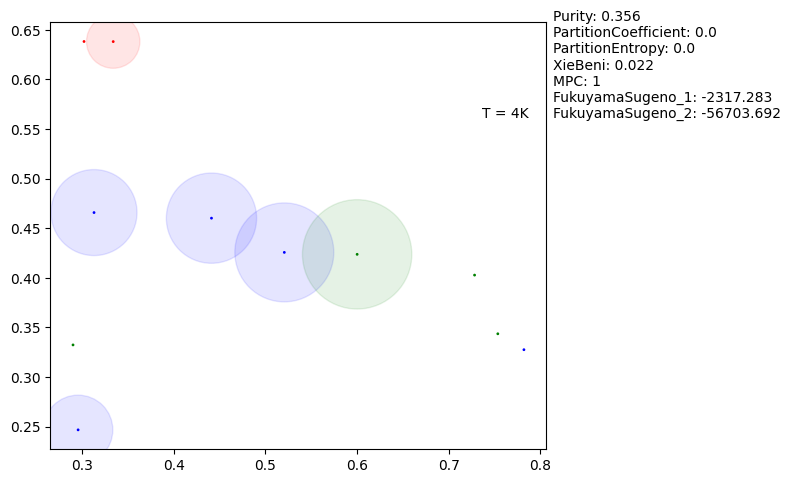 Purity: 0.356
PartitionCoefficient: 0.0
PartitionEntropy: 0.0
XieBeni: 0.022
MPC: 1
FukuyamaSugeno_1: -2317.283
FukuyamaSugeno_2: -56703.692
T = 4K
0.65
0.60
0.55
0.50
0.45
0.40
0.35
0.30
0.25
0.3 0.4 0.5 0.6 0.7 0.8